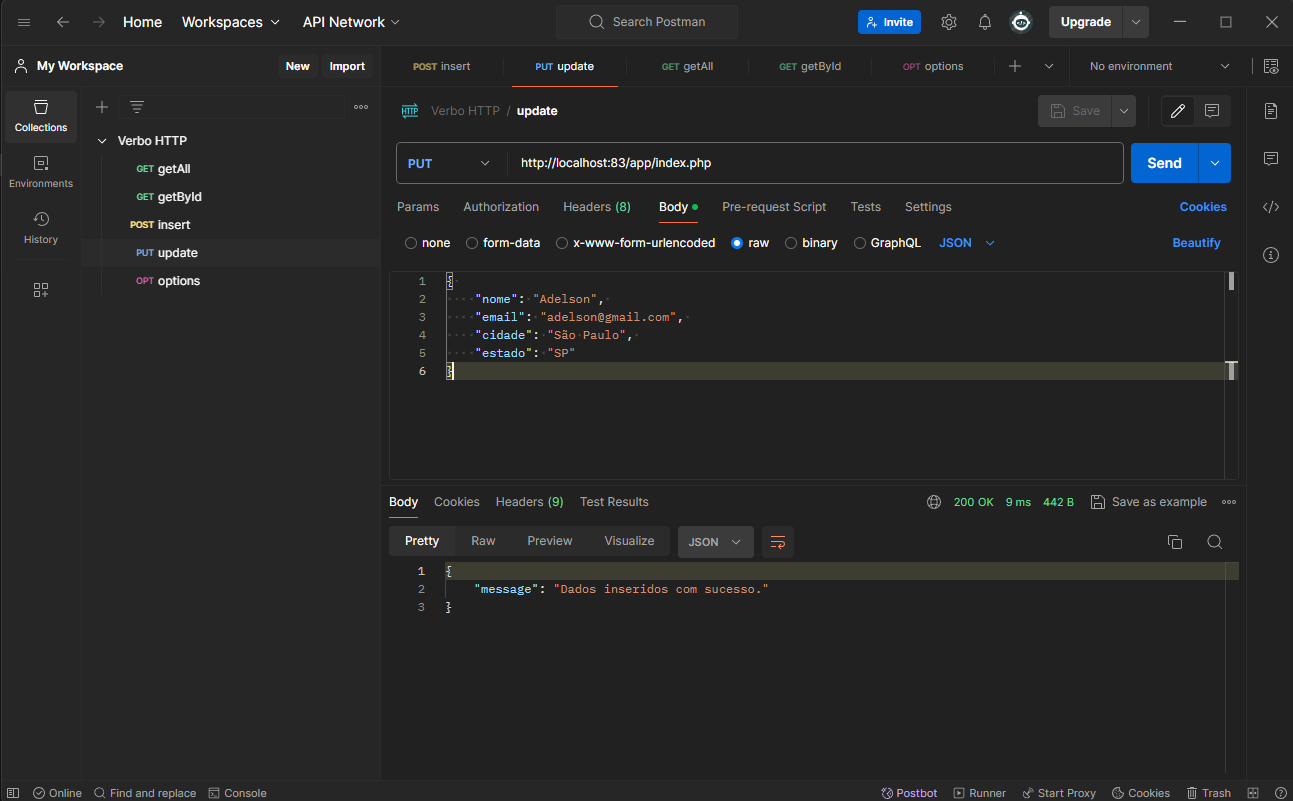 Home Workspaces API Network Search Postman Invite Upgrade
My Workspace New Import POST insert PUT update GET getAll GET getById OPT options No environment
Collections
Environments
History
Verbo HTTP
GET getAll
GET getById
POST insert
PUT update
OPT options
HTTP Verbo HTTP / update Save
PUT http://localhost:83/app/index.php Send
Params Authorization Headers (8) Body Pre-request Script Tests Settings Cookies
none form-data x-www-form-urlencoded raw binary GraphQL JSON Beautify
1 {
2 "nome": "Adelson",
3 "email": "adelson@gmail.com",
4 "cidade": "São Paulo",
5 "estado": "SP"
6 }
Body Cookies Headers (9) Test Results 200 OK 9 ms 442 B Save as example
Pretty Raw Preview Visualize JSON
1 {
2 "message": "Dados inseridos com sucesso."
3 }
Online Find and replace Console Postbot Runner Start Proxy Cookies Trash